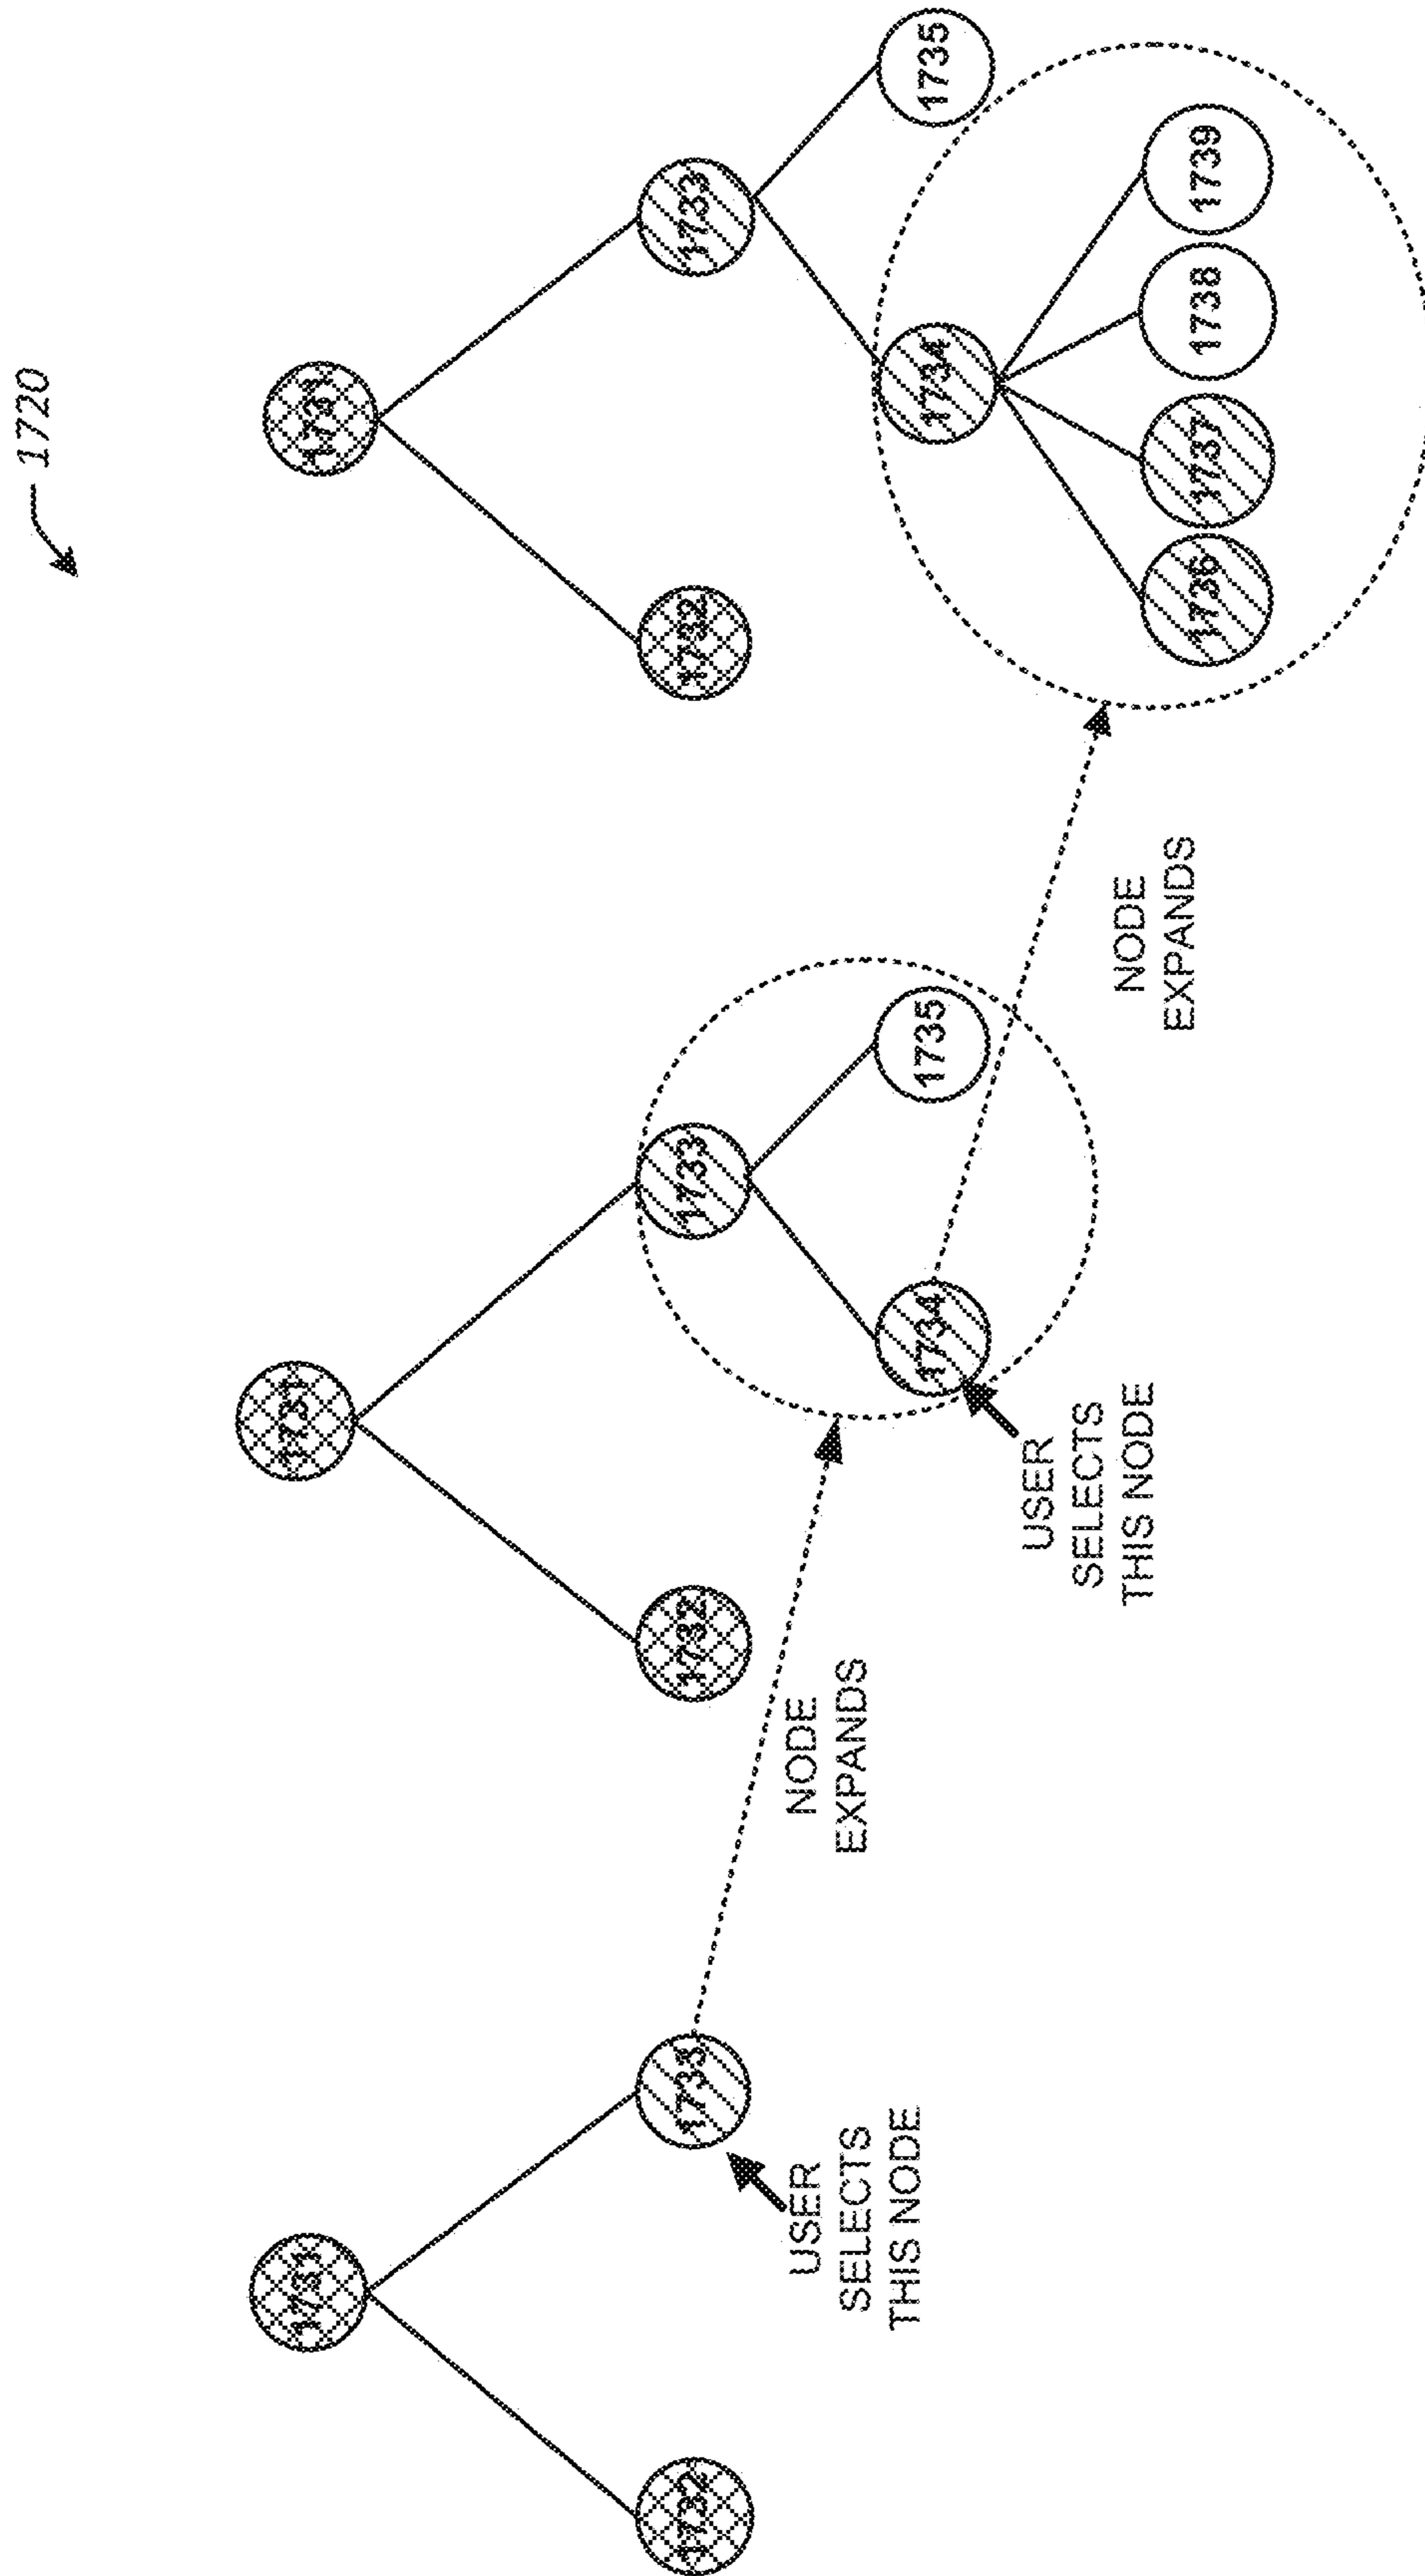 1720
1731
1732
1733
USER
SELECTS
THIS NODE
NODE
EXPANDS
1731
1732
1733
1734
1735
USER
SELECTS
THIS NODE
NODE
EXPANDS
1731
1732
1733
1734
1735
1736
1737
1738
1739